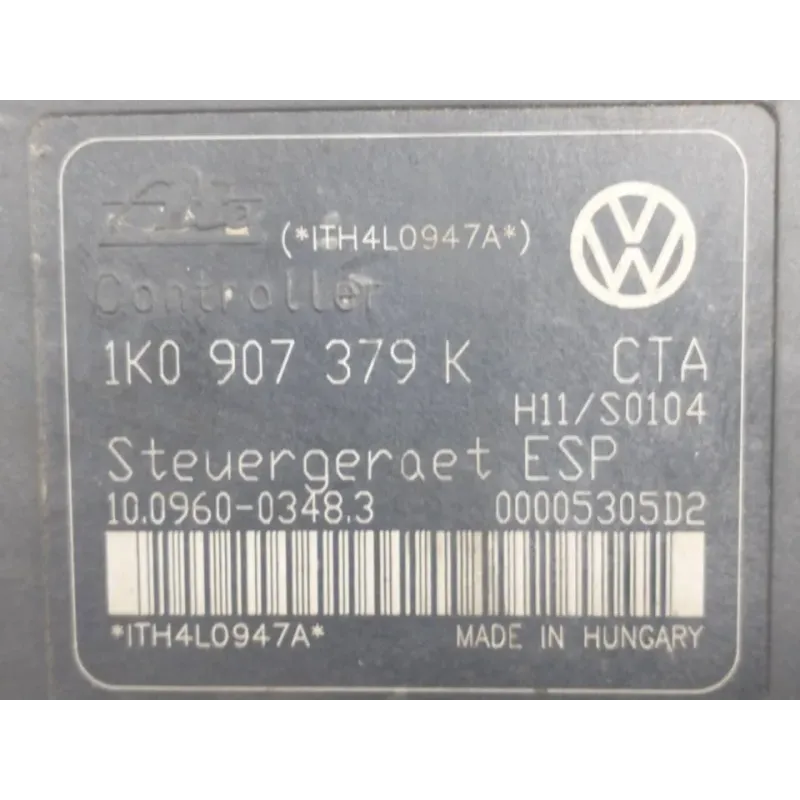 Ate
(*ITH4L0947A*)
Controller
1K0 907 379 K CTA
H11/S0104
Steuergeraet ESP
10.0960-0348.3 00005305D2
*ITH4L0947A* MADE IN HUNGARY